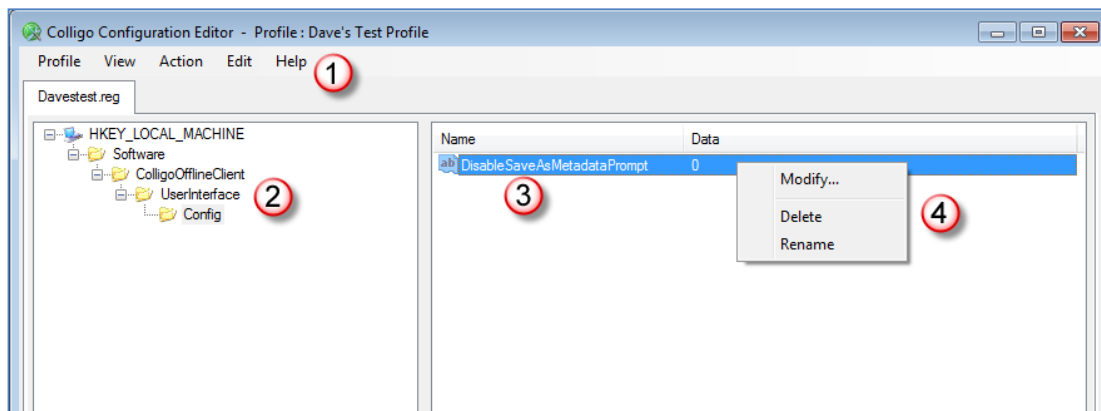 Colligo Configuration Editor - Profile : Dave's Test Profile
Profile View Action Edit Help
1
Davestest.reg
HKEY_LOCAL_MACHINE
Software
ColligoOfflineClient
UserInterface
2
Config
Name Data
ab DisableSaveAsMetadataPrompt 0
3
Modify...
Delete
Rename
4